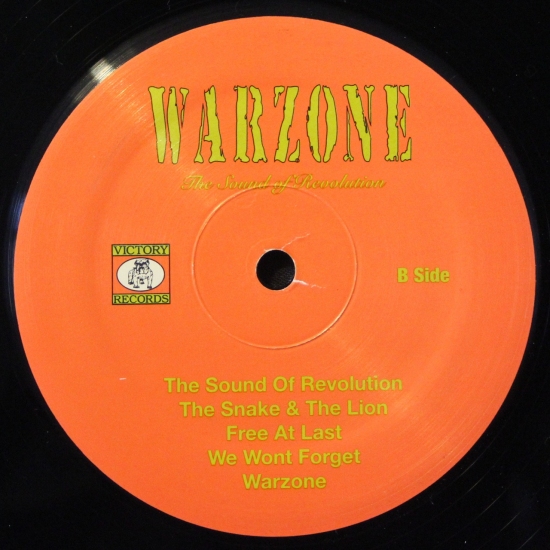 WARZONE
The Sound of Revolution
VICTORY
RECORDS
B Side
The Sound Of Revolution
The Snake & The Lion
Free At Last
We Wont Forget
Warzone